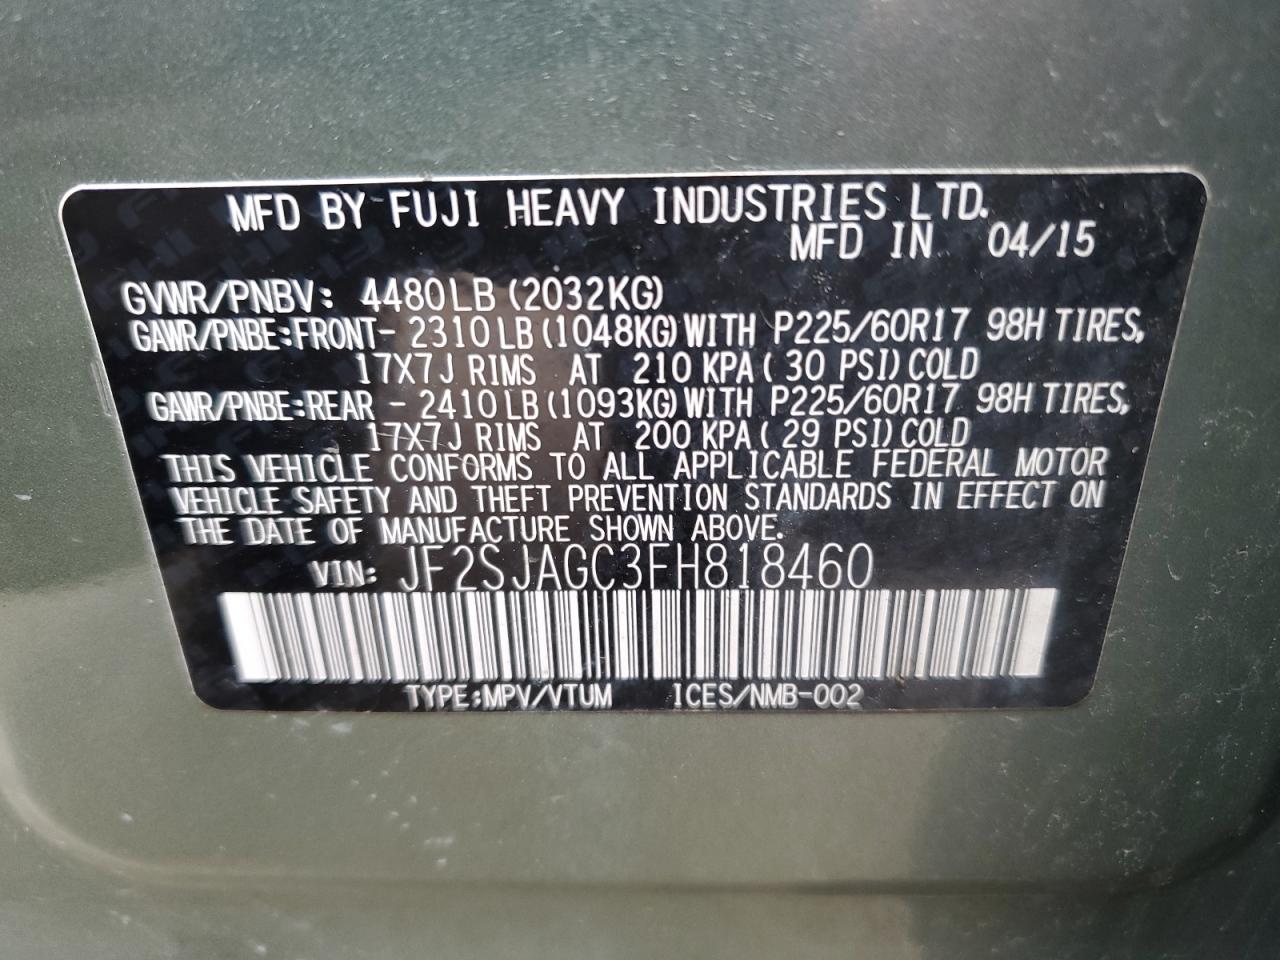 MFD BY FUJI HEAVY INDUSTRIES LTD.
MFD IN 04/15
GVWR/PNBV: 4480LB (2032KG)
GAWR/PNBE:FRONT- 2310LB(1048KG)WITH P225/60R17 98H TIRES,
17X7J RIMS AT 210 KPA( 30 PSI)COLD
GAWR/PNBE:REAR - 2410LB(1093KG)WITH P225/60R17 98H TIRES,
17X7J RIMS AT 200 KPA( 29 PSI)COLD
THIS VEHICLE CONFORMS TO ALL APPLICABLE FEDERAL MOTOR
VEHICLE SAFETY AND THEFT PREVENTION STANDARDS IN EFFECT ON
THE DATE OF MANUFACTURE SHOWN ABOVE.
VIN: JF2SJAGC3FH818460
TYPE:MPV/VTUM ICES/NMB-002